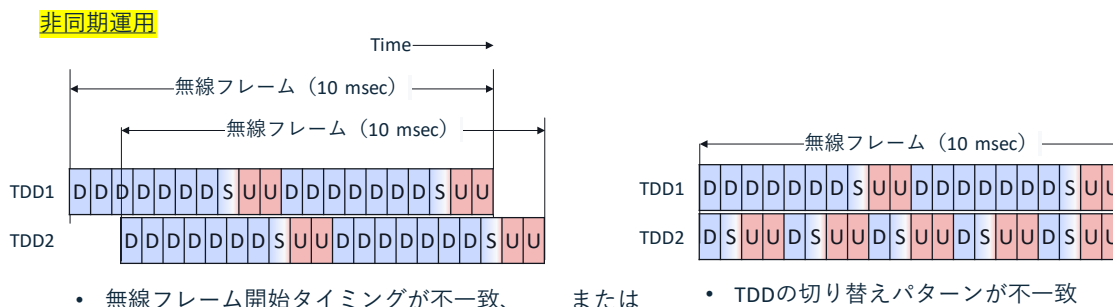 非同期運用
Time
無線フレーム（10 msec）
無線フレーム（10 msec）
TDD1 D D D D D D D S U U D D D D D D D S U U
TDD2 D D D D D D D S U U D D D D D D D S U U
• 無線フレーム開始タイミングが不一致、
または
無線フレーム（10 msec）
TDD1 D D D D D D D S U U D D D D D D D S U U
TDD2 D S U U D S U U D S U U D S U U D S U U
• TDDの切り替えパターンが不一致